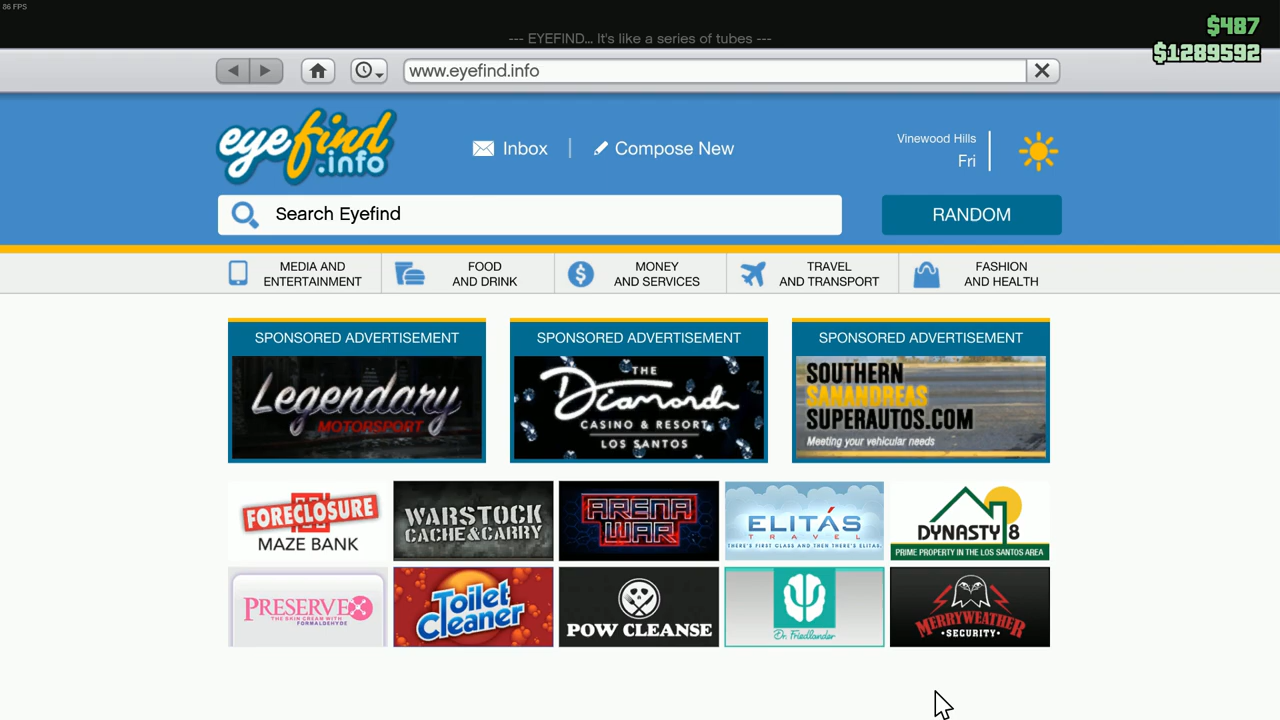 86 FPS
$487
--- EYEFIND... It's like a series of tubes ---
$1289592
www.eyefind.info
eyefind
.info
Inbox
Compose New
Vinewood Hills
Fri
Search Eyefind
RANDOM
MEDIA AND
ENTERTAINMENT
FOOD
AND DRINK
MONEY
AND SERVICES
TRAVEL
AND TRANSPORT
FASHION
AND HEALTH
SPONSORED ADVERTISEMENT
Legendary
MOTORSPORT
SPONSORED ADVERTISEMENT
THE
Diamond
CASINO & RESORT
LOS SANTOS
SPONSORED ADVERTISEMENT
SOUTHERN
SANANDREAS
SUPERAUTOS.COM
Meeting your vehicular needs
FORECLOSURE
MAZE BANK
WARSTOCK
CACHE&CARRY
ARENA
WAR
ELITÁS
TRAVEL
THERE'S FIRST CLASS AND THEN THERE'S ELITAS.
DYNASTY 8
PRIME PROPERTY IN THE LOS SANTOS AREA
PRESERVEX
THE SKIN CREAM WITH
FORMALDEHYDE
Toilet
Cleaner
POW CLEANSE
Dr. Friedlander
MERRYWEATHER
SECURITY